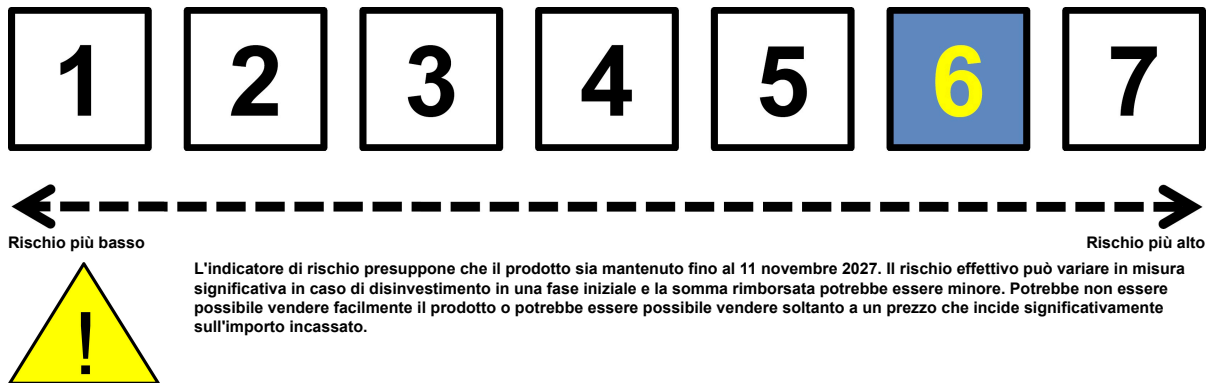 1 2 3 4 5 6 7
Rischio più basso Rischio più alto
L'indicatore di rischio presuppone che il prodotto sia mantenuto fino al 11 novembre 2027. Il rischio effettivo può variare in misura
significativa in caso di disinvestimento in una fase iniziale e la somma rimborsata potrebbe essere minore. Potrebbe non essere
possibile vendere facilmente il prodotto o potrebbe essere possibile vendere soltanto a un prezzo che incide significativamente
sull'importo incassato.
!